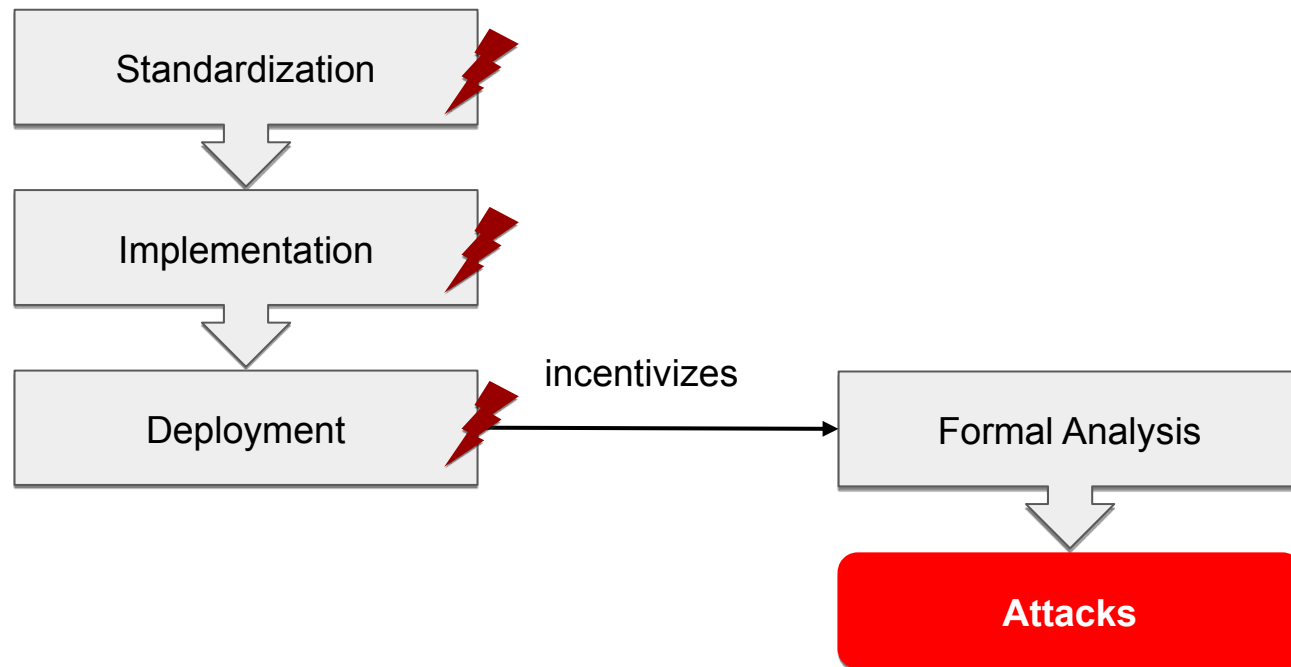 Standardization
Implementation
incentivizes
Deployment
Formal Analysis
Attacks